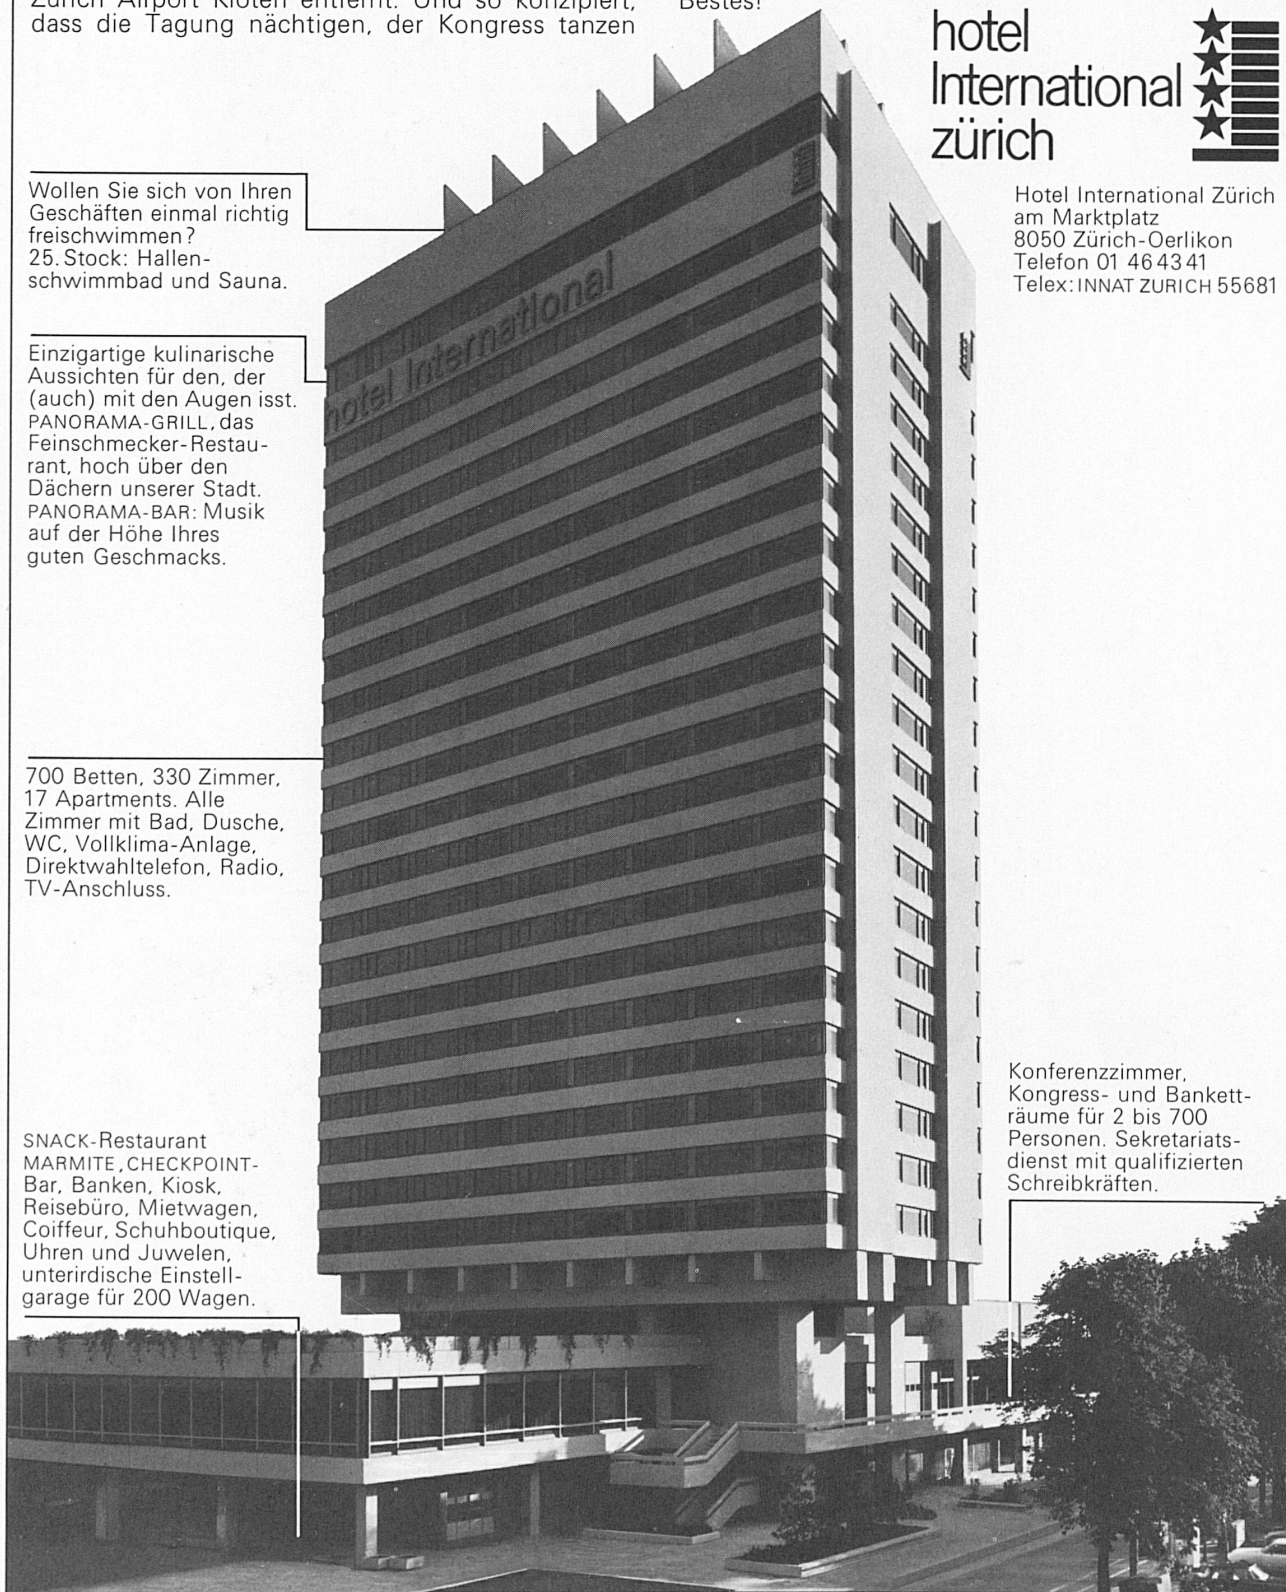 Zürich Airport Kloten entfernt. Und so konzipiert,
dass die Tagung nächtigen, der Kongress tanzen
Bestes!
hotel
International
zürich
Hotel International Zürich
am Marktplatz
8050 Zürich-Oerlikon
Telefon 01 46 43 41
Telex: INNAT ZURICH 55681
Wollen Sie sich von Ihren
Geschäften einmal richtig
freischwimmen?
25. Stock: Hallen-
schwimmbad und Sauna.
hotel International
Einzigartige kulinarische
Aussichten für den, der
(auch) mit den Augen isst.
PANORAMA-GRILL, das
Feinschmecker-Restau-
rant, hoch über den
Dächern unserer Stadt.
PANORAMA-BAR: Musik
auf der Höhe Ihres
guten Geschmacks.
700 Betten, 330 Zimmer,
17 Apartments. Alle
Zimmer mit Bad, Dusche,
WC, Vollklima-Anlage,
Direktwahltelefon, Radio,
TV-Anschluss.
SNACK-Restaurant
MARMITE, CHECKPOINT-
Bar, Banken, Kiosk,
Reisebüro, Mietwagen,
Coiffeur, Schuhboutique,
Uhren und Juwelen,
unterirdische Einstell-
garage für 200 Wagen.
Konferenzzimmer,
Kongress- und Bankett-
räume für 2 bis 700
Personen. Sekretariats-
dienst mit qualifizierten
Schreibkräften.